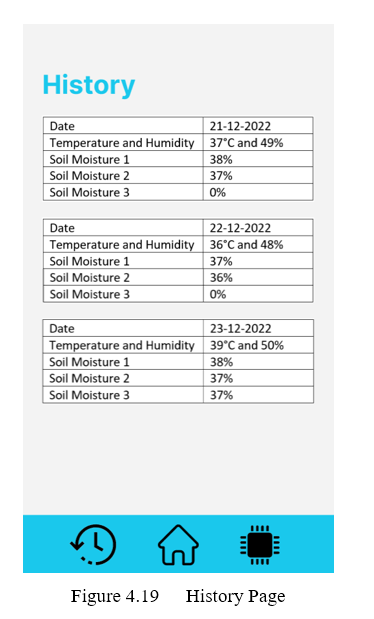 History
Date 21-12-2022
Temperature and Humidity 37°C and 49%
Soil Moisture 1 38%
Soil Moisture 2 37%
Soil Moisture 3 0%
Date 22-12-2022
Temperature and Humidity 36°C and 48%
Soil Moisture 1 37%
Soil Moisture 2 36%
Soil Moisture 3 0%
Date 23-12-2022
Temperature and Humidity 39°C and 50%
Soil Moisture 1 38%
Soil Moisture 2 37%
Soil Moisture 3 37%
Figure 4.19 History Page